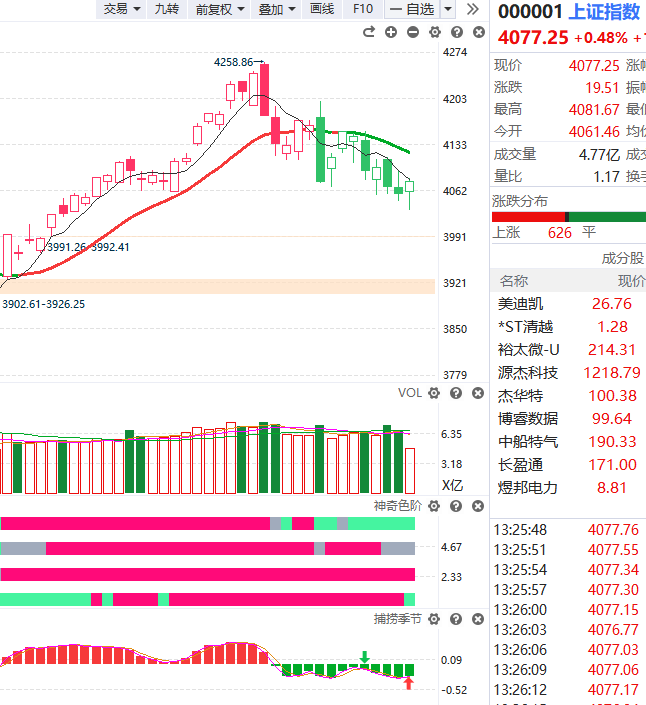 交易 九转 前复权 叠加 画线 F10 一 自选
000001 上证指数
4077.25 +0.48%
现价 4077.25
涨跌 19.51
最高 4081.67
今开 4061.46
成交量 4.77亿
量比 1.17
涨跌分布
上涨 626 平
成分股
名称 现价
美迪凯 26.76
*ST清越 1.28
裕太微-U 214.31
源杰科技 1218.79
杰华特 100.38
博睿数据 99.64
中船特气 190.33
长盈通 171.00
煜邦电力 8.81
13:25:48 4077.76
13:25:51 4077.55
13:25:54 4077.34
13:25:57 4077.30
13:26:00 4077.15
13:26:03 4076.77
13:26:06 4077.03
13:26:09 4077.06
13:26:12 4077.17
4258.86
3991.26-3992.41
3902.61-3926.25
4274
4203
4133
4062
3991
3921
3850
3779
VOL
6.35
3.18
X亿
神奇色阶
4.67
2.33
捕捞季节
0.09
-0.52